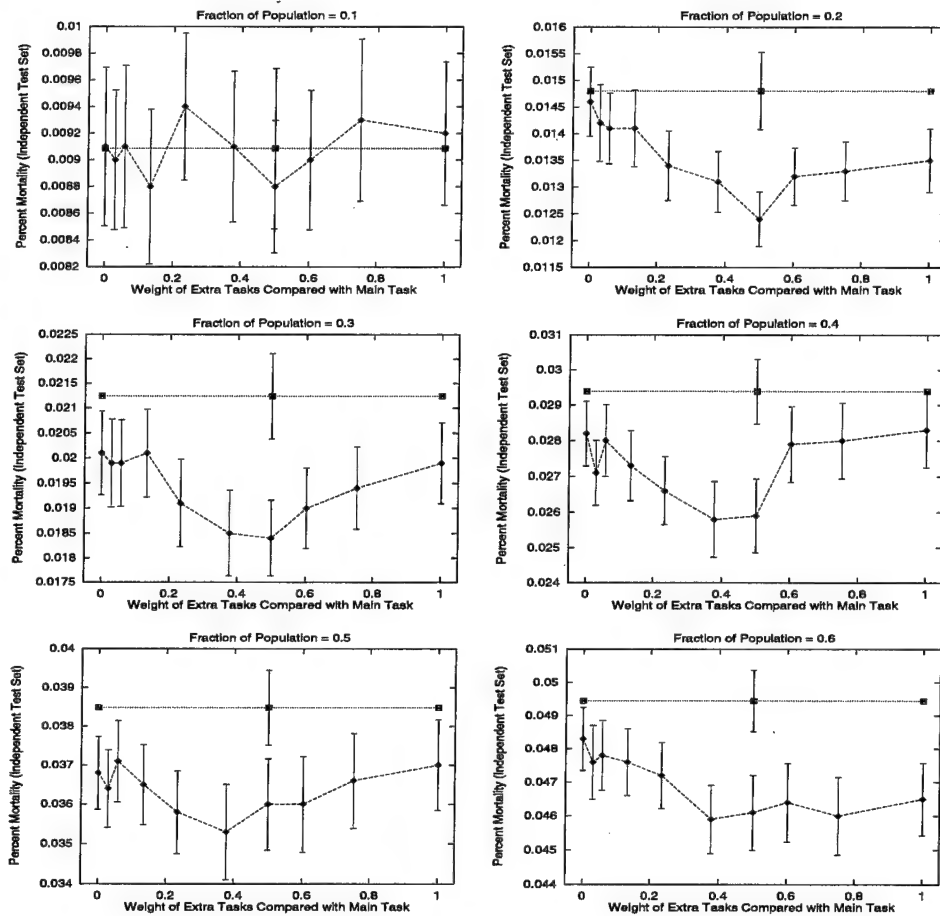 Fraction of Population = 0.1
Percent Mortality (Independent Test Set)
0.01
0.0098
0.0096
0.0094
0.0092
0.009
0.0088
0.0086
0.0084
0.0082
0 0.2 0.4 0.6 0.8 1
Weight of Extra Tasks Compared with Main Task
Fraction of Population = 0.2
Percent Mortality (Independent Test Set)
0.016
0.0155
0.015
0.0145
0.014
0.0135
0.013
0.0125
0.012
0.0115
0 0.2 0.4 0.6 0.8 1
Weight of Extra Tasks Compared with Main Task
Fraction of Population = 0.3
Percent Mortality (Independent Test Set)
0.0225
0.022
0.0215
0.021
0.0205
0.02
0.0195
0.019
0.0185
0.018
0.0175
0 0.2 0.4 0.6 0.8 1
Weight of Extra Tasks Compared with Main Task
Fraction of Population = 0.4
Percent Mortality (Independent Test Set)
0.031
0.03
0.029
0.028
0.027
0.026
0.025
0.024
0 0.2 0.4 0.6 0.8 1
Weight of Extra Tasks Compared with Main Task
Fraction of Population = 0.5
Percent Mortality (Independent Test Set)
0.04
0.039
0.038
0.037
0.036
0.035
0.034
0 0.2 0.4 0.6 0.8 1
Weight of Extra Tasks Compared with Main Task
Fraction of Population = 0.6
Percent Mortality (Independent Test Set)
0.051
0.05
0.049
0.048
0.047
0.046
0.045
0.044
0 0.2 0.4 0.6 0.8 1
Weight of Extra Tasks Compared with Main Task